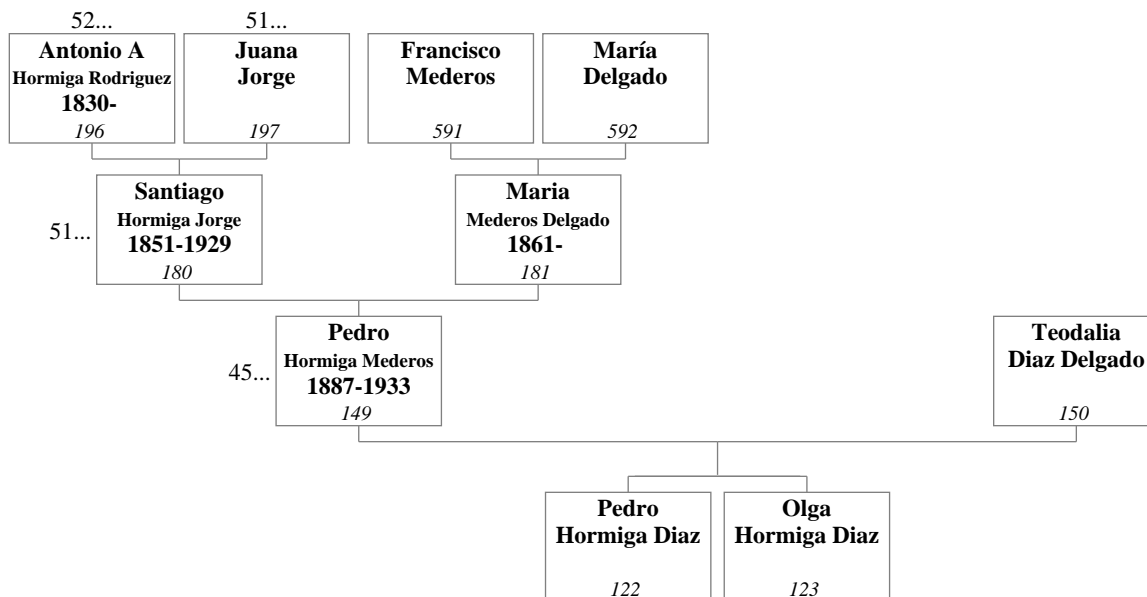 52...
51...
Antonio A
Hormiga Rodriguez
1830-
196
Juana
Jorge
197
Francisco
Mederos
591
María
Delgado
592
51...
Santiago
Hormiga Jorge
1851-1929
180
Maria
Mederos Delgado
1861-
181
45...
Pedro
Hormiga Mederos
1887-1933
149
Teodalia
Diaz Delgado
150
Pedro
Hormiga Diaz
122
Olga
Hormiga Diaz
123